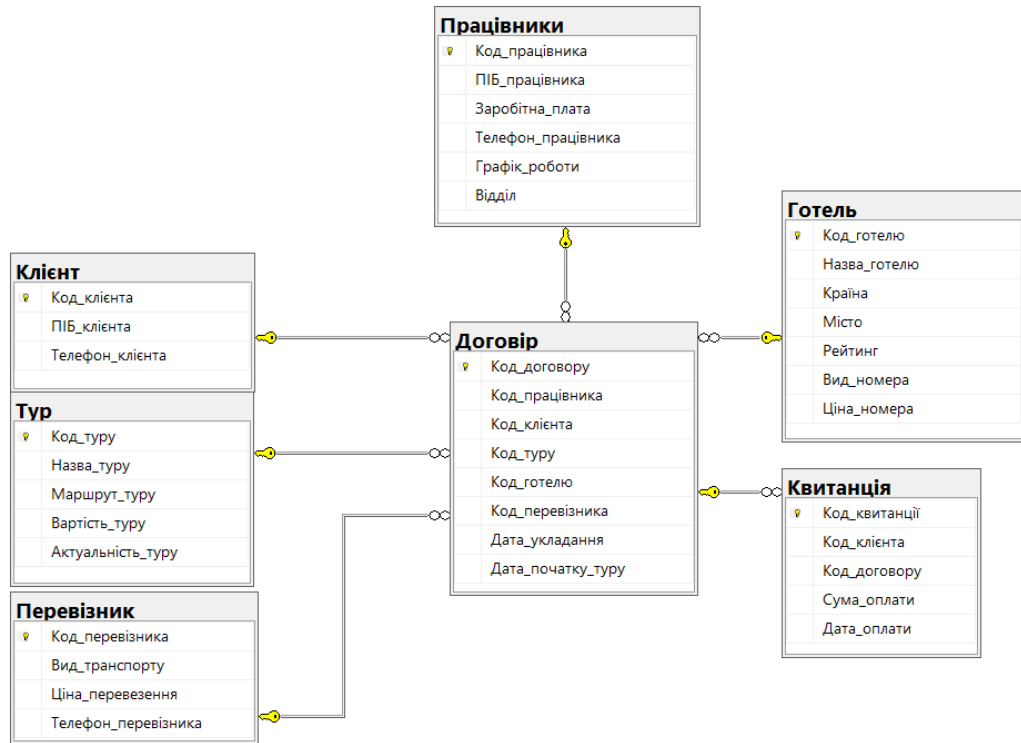 Працівники
Код_працівника
ПІБ_працівника
Заробітна_плата
Телефон_працівника
Графік_роботи
Відділ
Готель
Код_готелю
Назва_готелю
Країна
Місто
Рейтинг
Вид_номера
Ціна_номера
Клієнт
Код_клієнта
ПІБ_клієнта
Телефон_клієнта
Договір
Код_договору
Код_працівника
Код_клієнта
Код_туру
Код_готелю
Код_перевізника
Дата_укладання
Дата_початку_туру
Тур
Код_туру
Назва_туру
Маршрут_туру
Вартість_туру
Актуальність_туру
Квитанція
Код_квитанції
Код_клієнта
Код_договору
Сума_оплати
Дата_оплати
Перевізник
Код_перевізника
Вид_транспорту
Ціна_перевезення
Телефон_перевізника